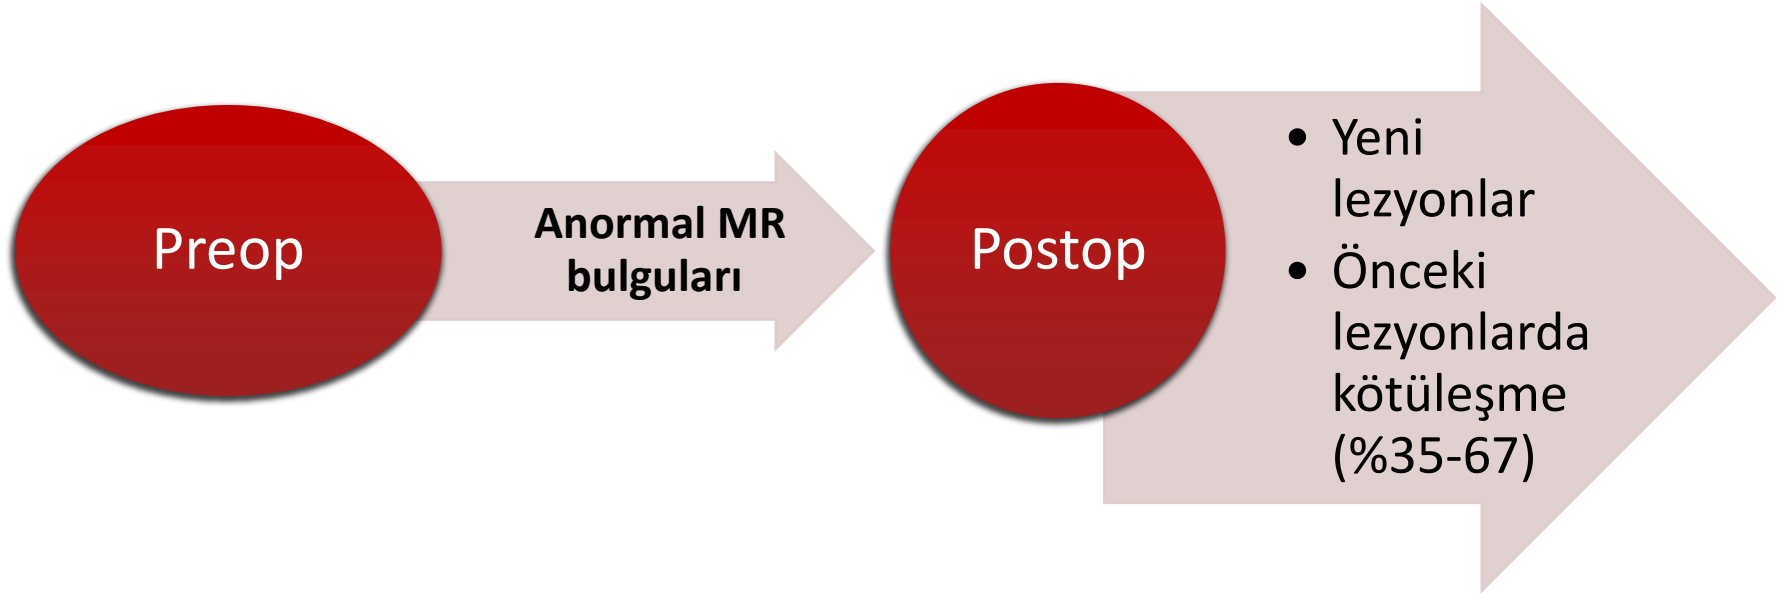 Preop
Anormal MR
bulguları
Postop
• Yeni
lezyonlar
• Önceki
lezyonlarda
kötüleşme
(%35-67)